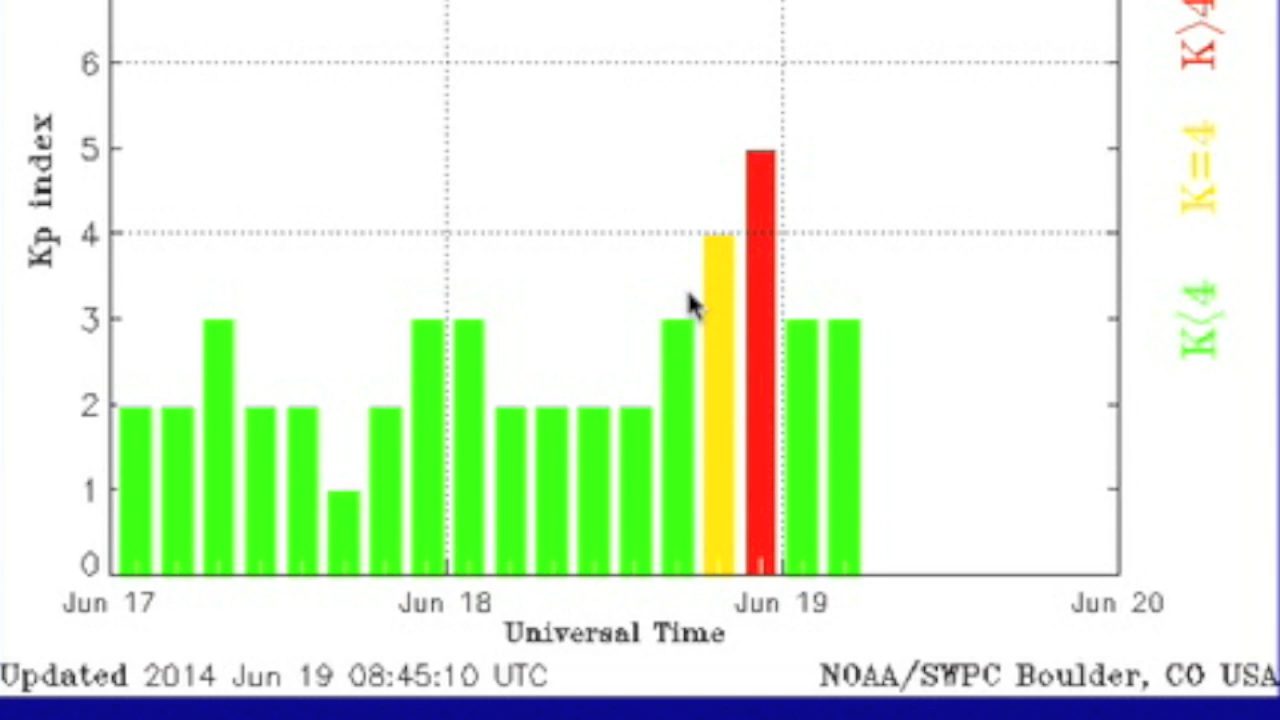 6
5
4
3
2
1
0
Kp index
Jun 17
Jun 18
Jun 19
Jun 20
Universal Time
Updated 2014 Jun 19 08:45:10 UTC
NOAA/SWPC Boulder, CO USA
K<4
K=4
K>4